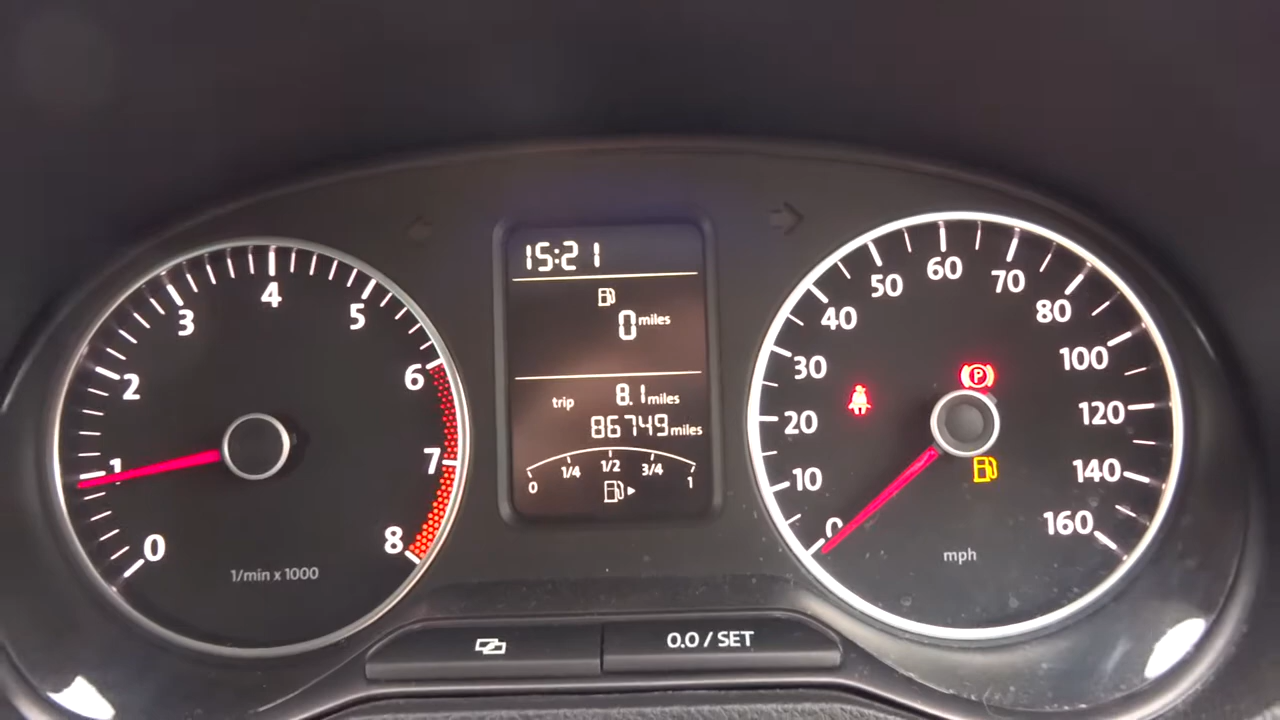 0
1
2
3
4
5
6
7
8
1/min x 1000
15:21
0 miles
trip 8.1 miles
86749 miles
0 1/4 1/2 3/4 1
0
10
20
30
40
50
60
70
80
100
120
140
160
P
mph
0.0 / SET